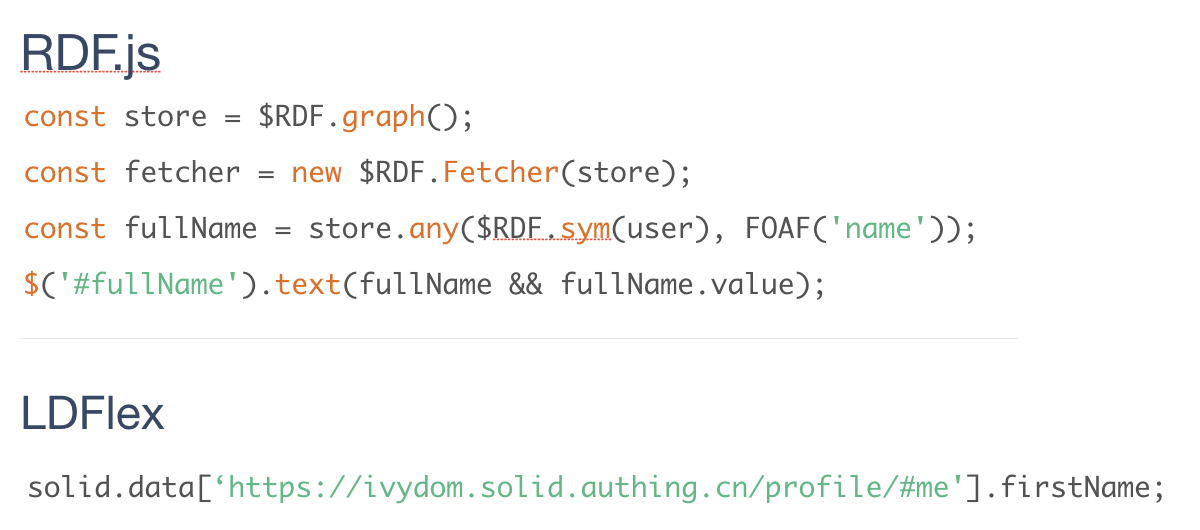 RDF.js
const store = $RDF.graph();
const fetcher = new $RDF.Fetcher(store);
const fullName = store.any($RDF.sym(user), FOAF('name'));
$('#fullName').text(fullName && fullName.value);
LDFlex
solid.data[‘https://ivydom.solid.authing.cn/profile/#me'].firstName;